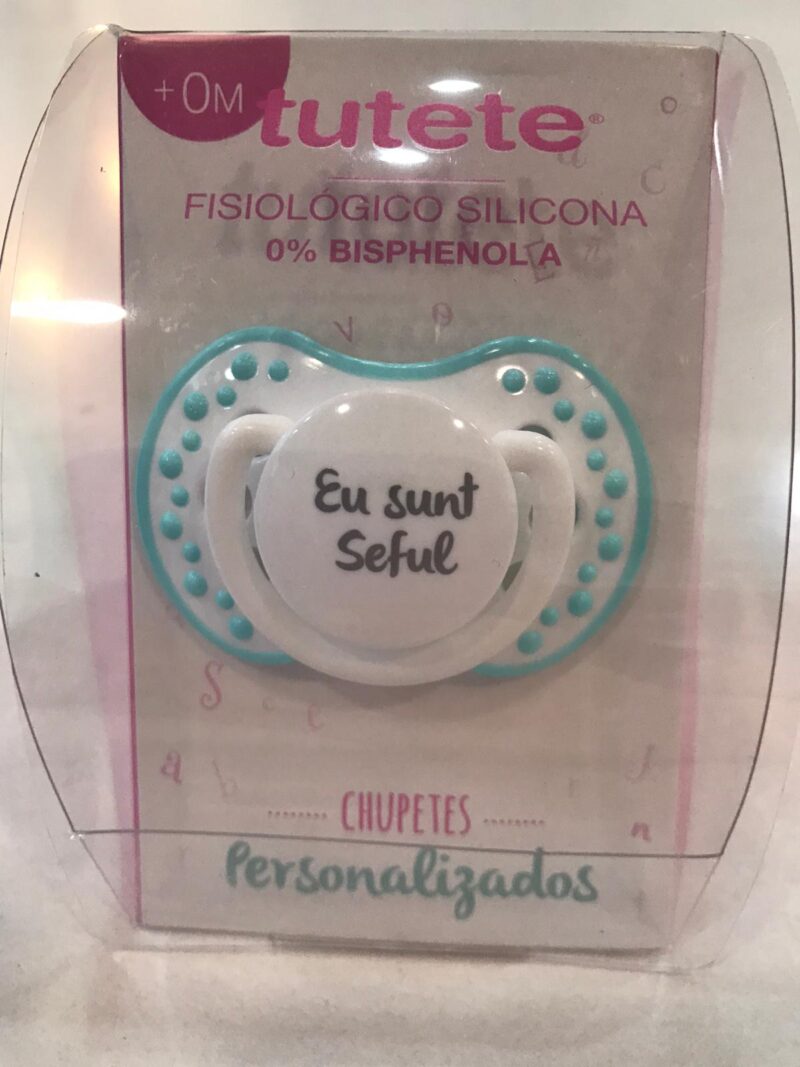 +0M
tutete®
FISIOLÓGICO SILICONA
0% BISPHENOL A
Eu sunt
Seful
CHUPETES
Personalizados